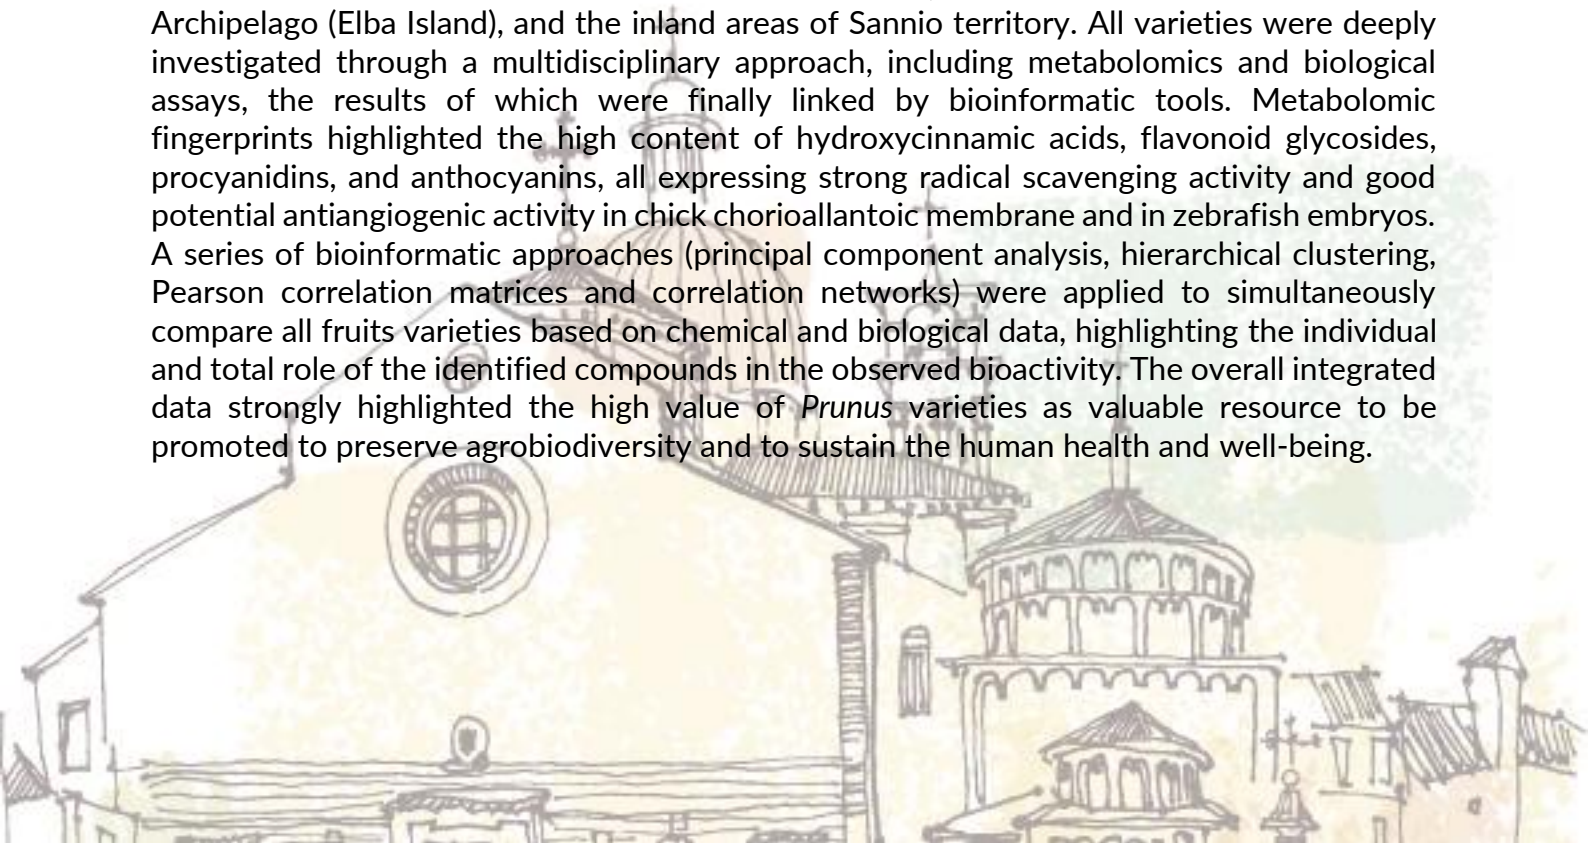 Archipelago (Elba Island), and the inland areas of Sannio territory. All varieties were deeply
investigated through a multidisciplinary approach, including metabolomics and biological
assays, the results of which were finally linked by bioinformatic tools. Metabolomic
fingerprints highlighted the high content of hydroxycinnamic acids, flavonoid glycosides,
procyanidins, and anthocyanins, all expressing strong radical scavenging activity and good
potential antiangiogenic activity in chick chorioallantoic membrane and in zebrafish embryos.
A series of bioinformatic approaches (principal component analysis, hierarchical clustering,
Pearson correlation matrices and correlation networks) were applied to simultaneously
compare all fruits varieties based on chemical and biological data, highlighting the individual
and total role of the identified compounds in the observed bioactivity. The overall integrated
data strongly highlighted the high value of Prunus varieties as valuable resource to be
promoted to preserve agrobiodiversity and to sustain the human health and well-being.